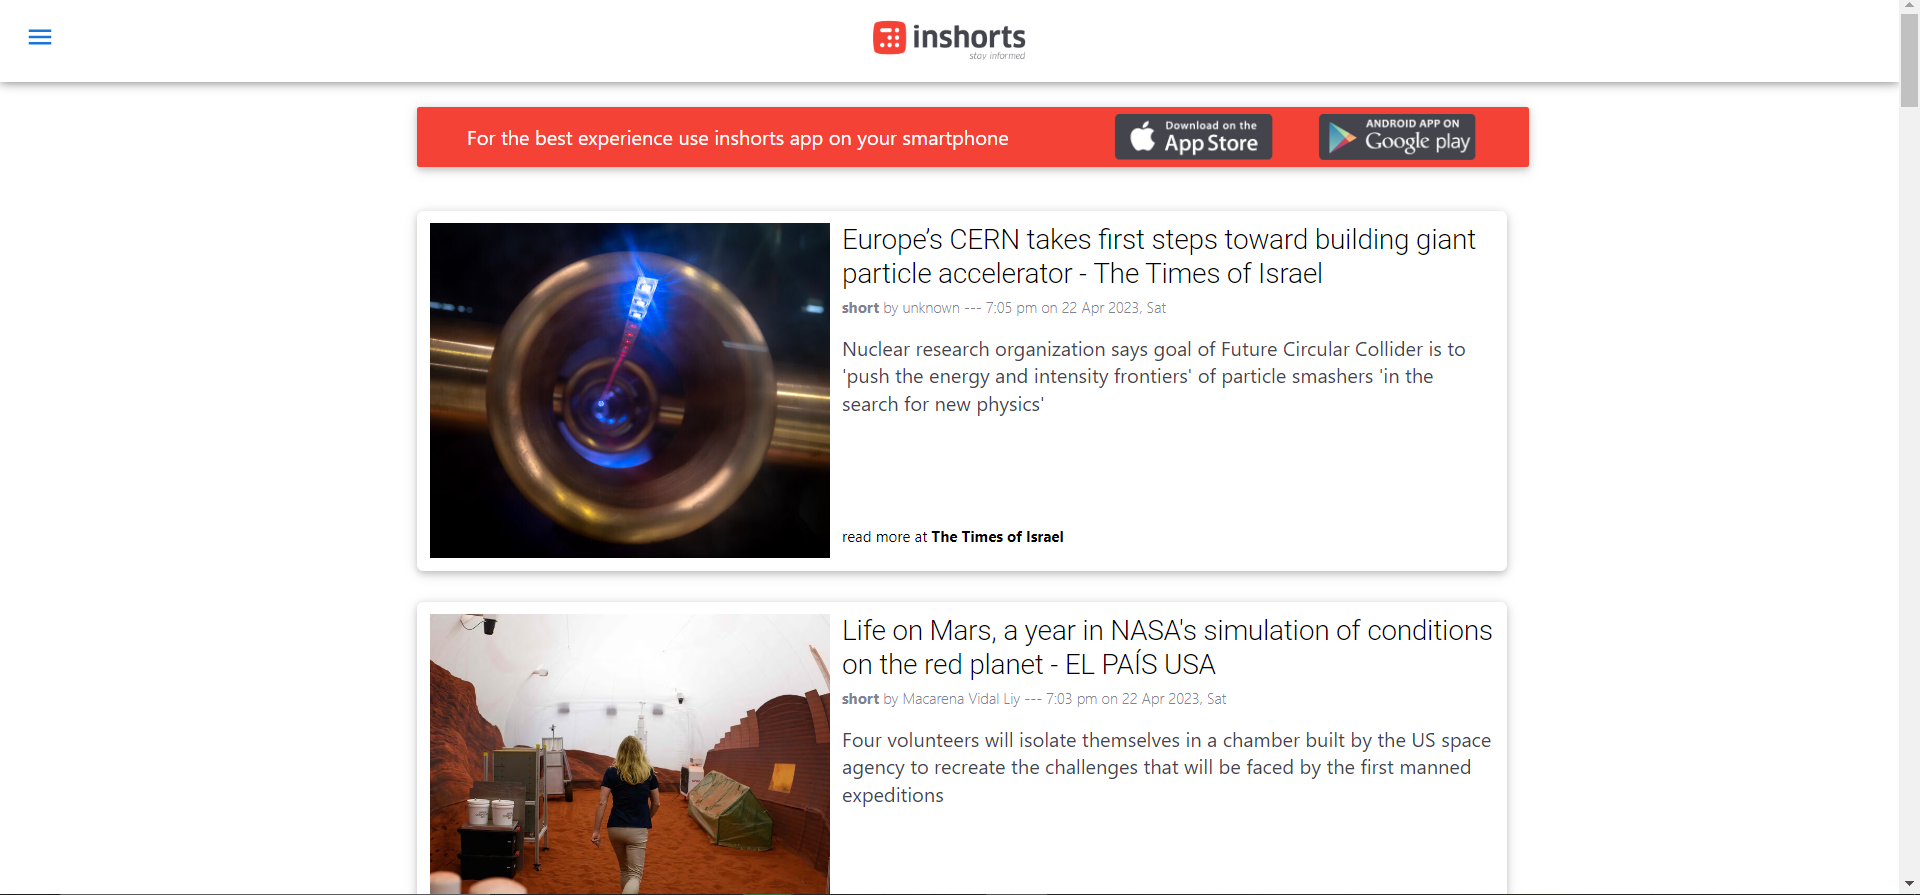 inshorts
stay informed
For the best experience use inshorts app on your smartphone
Download on the
App Store
ANDROID APP ON
Google play
Europe’s CERN takes first steps toward building giant
particle accelerator - The Times of Israel
short by unknown --- 7:05 pm on 22 Apr 2023, Sat
Nuclear research organization says goal of Future Circular Collider is to
'push the energy and intensity frontiers' of particle smashers 'in the
search for new physics'
read more at The Times of Israel
Life on Mars, a year in NASA's simulation of conditions
on the red planet - EL PAÍS USA
short by Macarena Vidal Liy --- 7:03 pm on 22 Apr 2023, Sat
Four volunteers will isolate themselves in a chamber built by the US space
agency to recreate the challenges that will be faced by the first manned
expeditions